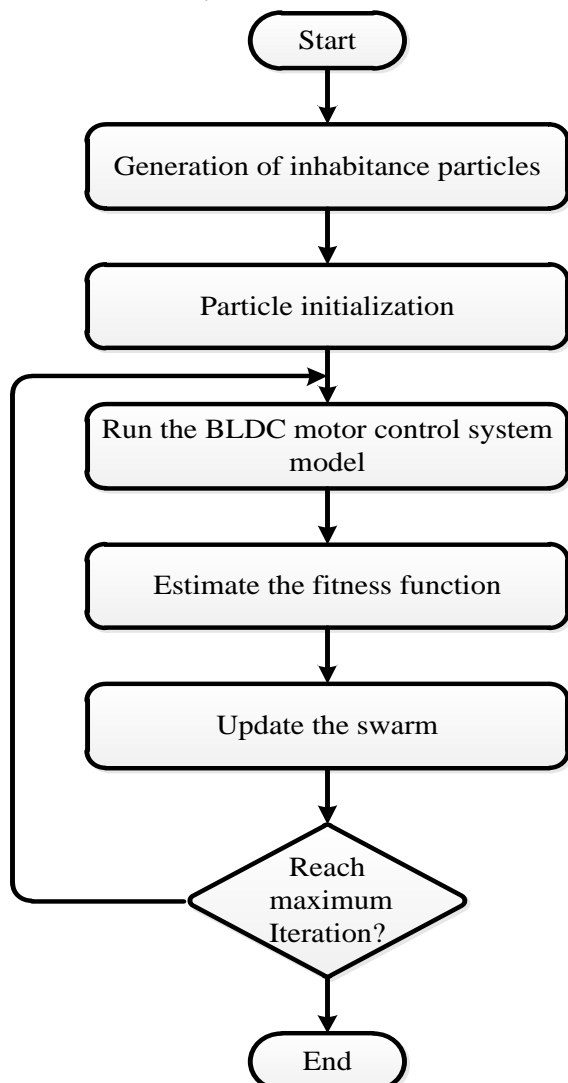 Start
Generation of inhabitance particles
Particle initialization
Run the BLDC motor control system
model
Estimate the fitness function
Update the swarm
Reach
maximum
Iteration?
End